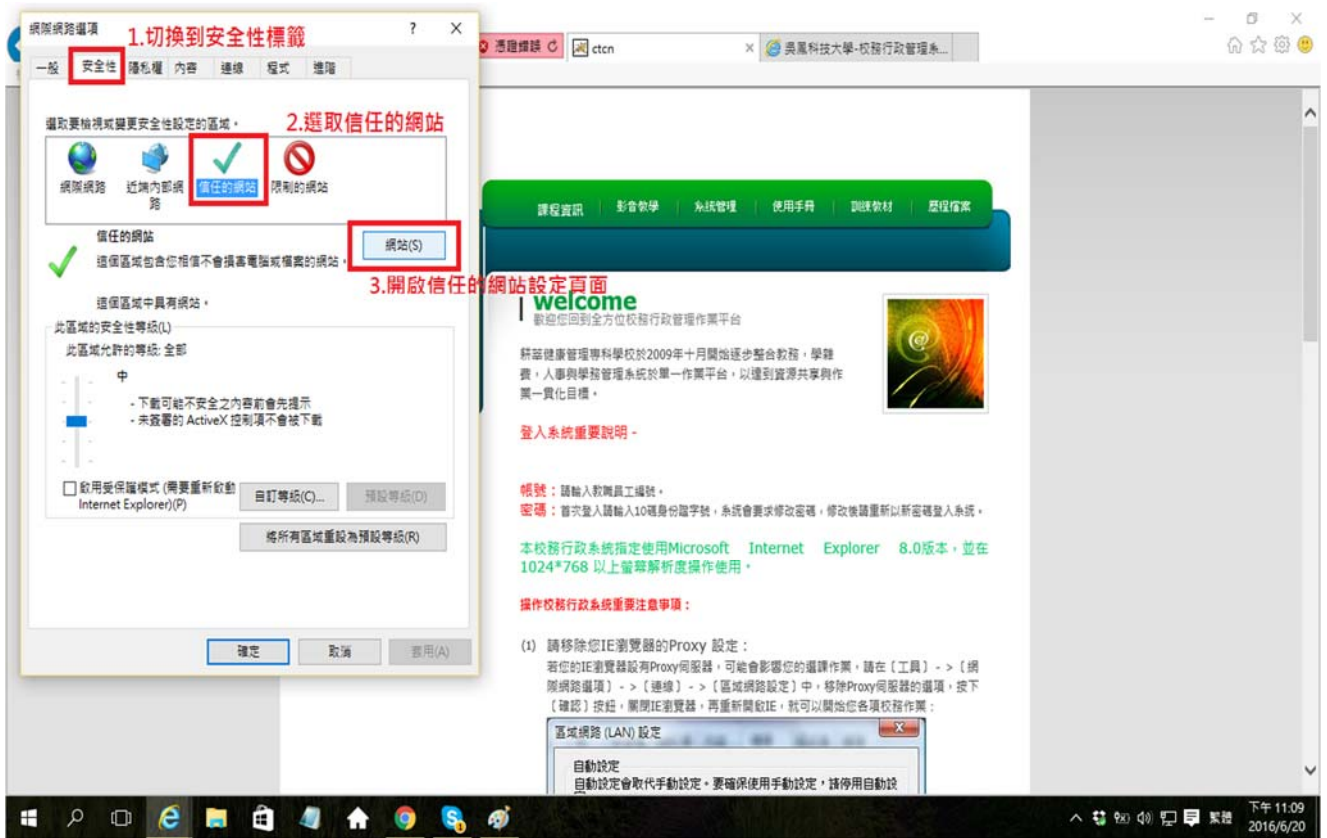 網際網路選項
? X
1.切換到安全性標籤
一般 安全性 隱私權 內容 連線 程式 進階
選取要檢視或變更安全性設定的區域。
2.選取信任的網站
網際網路 近端內部網路 信任的網站 限制的網站
信任的網站
網站(S)
這個區域包含您相信不會損害電腦或檔案的網站。
3.開啟信任的網站設定頁面
這個區域中具有網站。
此區域的安全性等級(L)
此區域允許的等級: 全部
中
- 下載可能不安全之內容前會先提示
- 未簽署的 ActiveX 控制項不會被下載
啟用受保護模式 (需要重新啟動
Internet Explorer)(P)
自訂等級(C)... 預設等級(D)
將所有區域重設為預設等級(R)
確定 取消 套用(A)
憑證錯誤 ctcn × 吳鳳科技大學-校務行政管理系...
課程資訊 影音教學 系統管理 使用手冊 訓練教材 歷程檔案
welcome
歡迎您回到全方位校務行政管理作業平台
耕莘健康管理專科學校於2009年十月開始逐步整合教務，學雜
費，人事與學務管理系統於單一作業平台，以達到資源共享與作
業一貫化目標。
登入系統重要說明 -
帳號：請輸入教職員工編號。
密碼：首次登入請輸入10碼身份證字號，系統會要求修改密碼，修改後請重新以新密碼登入系統。
本校務行政系統指定使用Microsoft Internet Explorer 8.0版本，並在
1024*768 以上螢幕解析度操作使用。
操作校務行政系統重要注意事項：
(1) 請移除您IE瀏覽器的Proxy 設定：
若您的IE瀏覽器設有Proxy伺服器，可能會影響您的選課作業，請在〔工具〕->〔網
際網路選項〕->〔連線〕->〔區域網路設定〕中，移除Proxy伺服器的選項，按下
〔確認〕按鈕，關閉IE瀏覽器，再重新開啟IE，就可以開始您各項校務作業：
區域網路 (LAN) 設定
自動設定
自動設定會取代手動設定。要確保使用手動設定，請停用自動設
繁體
下午 11:09
2016/6/20